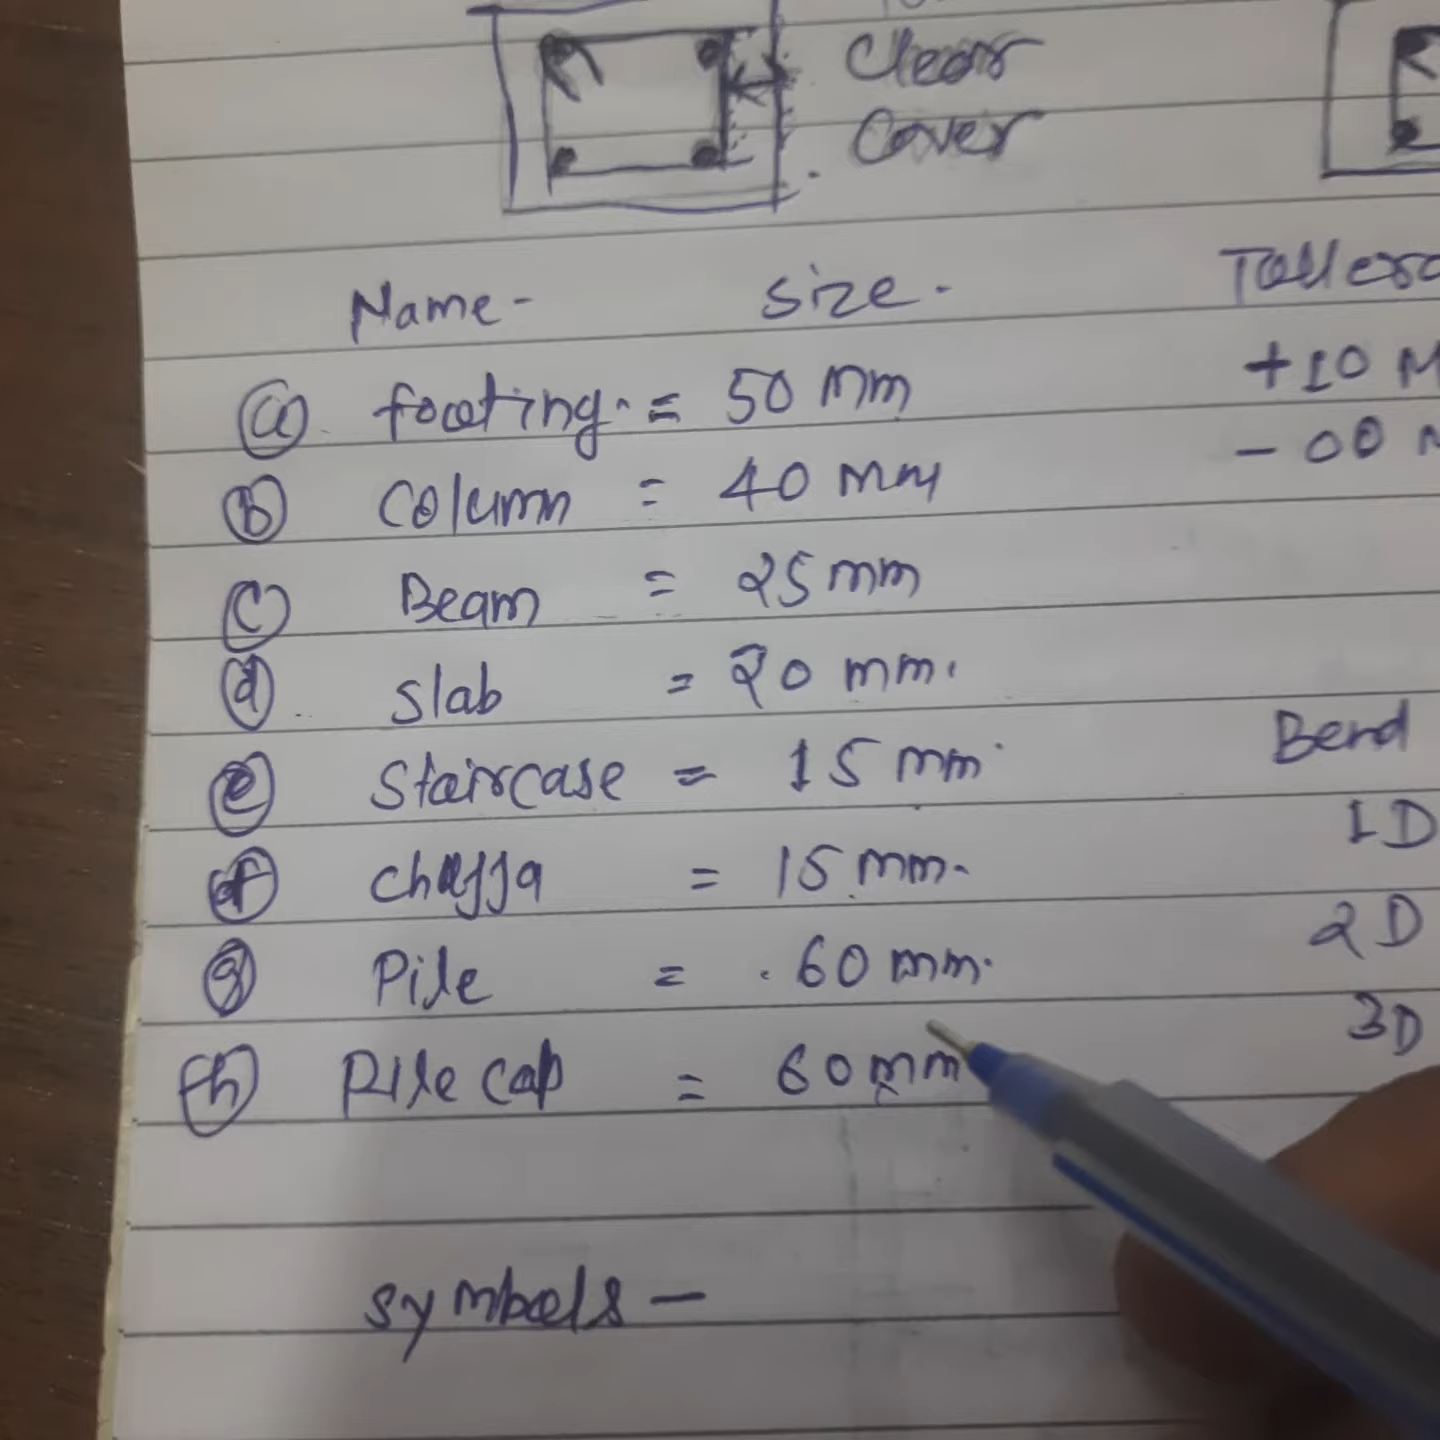 Clear
Cover
Name - Size.
ⓐ footing. = 50 mm +10 M
ⓑ Column = 40 mm - 00
ⓒ Beam = 25 mm
ⓓ Slab = 20 mm.
ⓔ Staircase = 15 mm. Bend
ⓕ Chajja = 15 mm. 1D
ⓖ Pile = 60 mm. 2D
ⓗ Pile cap = 60 mm 3D
Symbols -